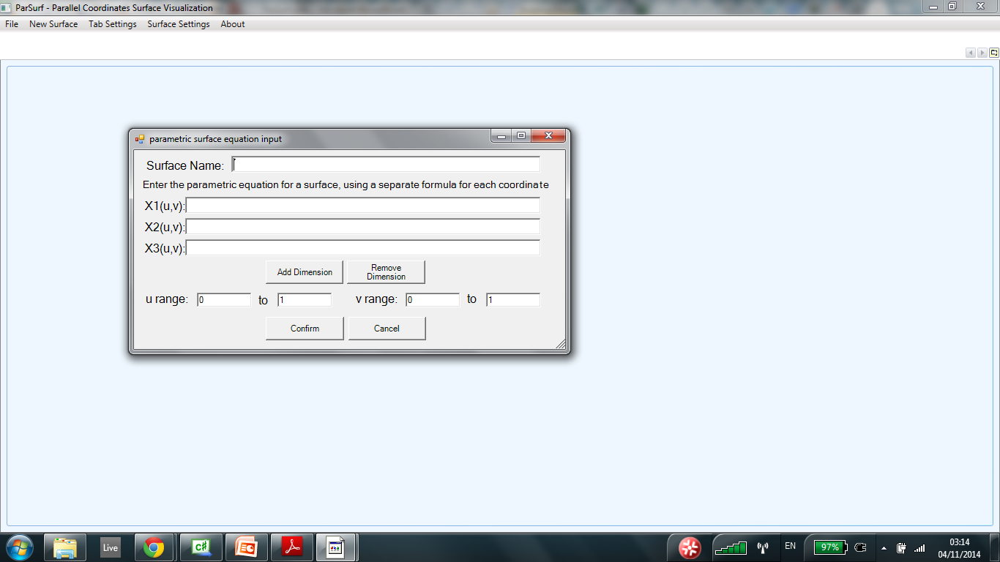 ParSurf - Parallel Coordinates Surface Visualization
File New Surface Tab Settings Surface Settings About
parametric surface equation input
Surface Name:
Enter the parametric equation for a surface, using a separate formula for each coordinate
X1(u,v):
X2(u,v):
X3(u,v):
Add Dimension Remove Dimension
u range: 0 to 1 v range: 0 to 1
Confirm Cancel
Live C# EN 97% 03:14
04/11/2014